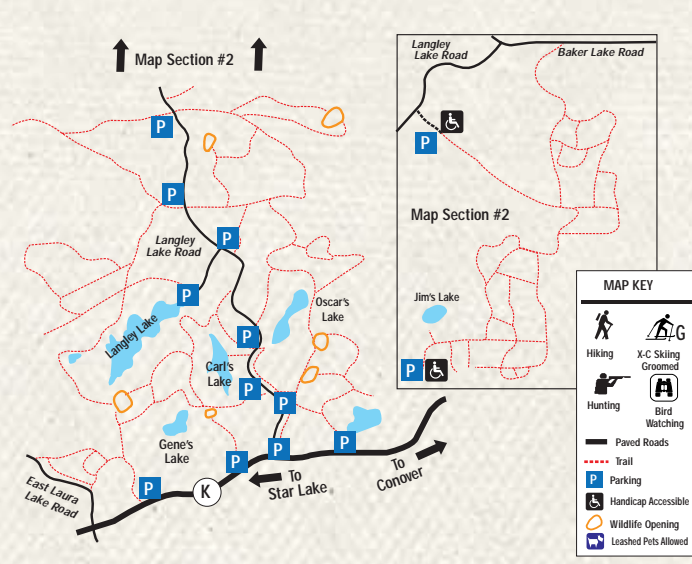 Map Section #2
P
P
Langley
Lake Road
P
P
Oscar's
Lake
Langley Lake
P
Carl's
Lake
P
P
Gene's
Lake
P
P
P
P
K
East Laura
Lake Road
To
Star Lake
To
Conover
Langley
Lake Road
Baker Lake Road
P
Map Section #2
Jim's Lake
P
MAP KEY
G
Hiking
X-C Skiing
Groomed
Hunting
Bird
Watching
Paved Roads
Trail
P
Parking
Handicap Accessible
Wildlife Opening
Leashed Pets Allowed